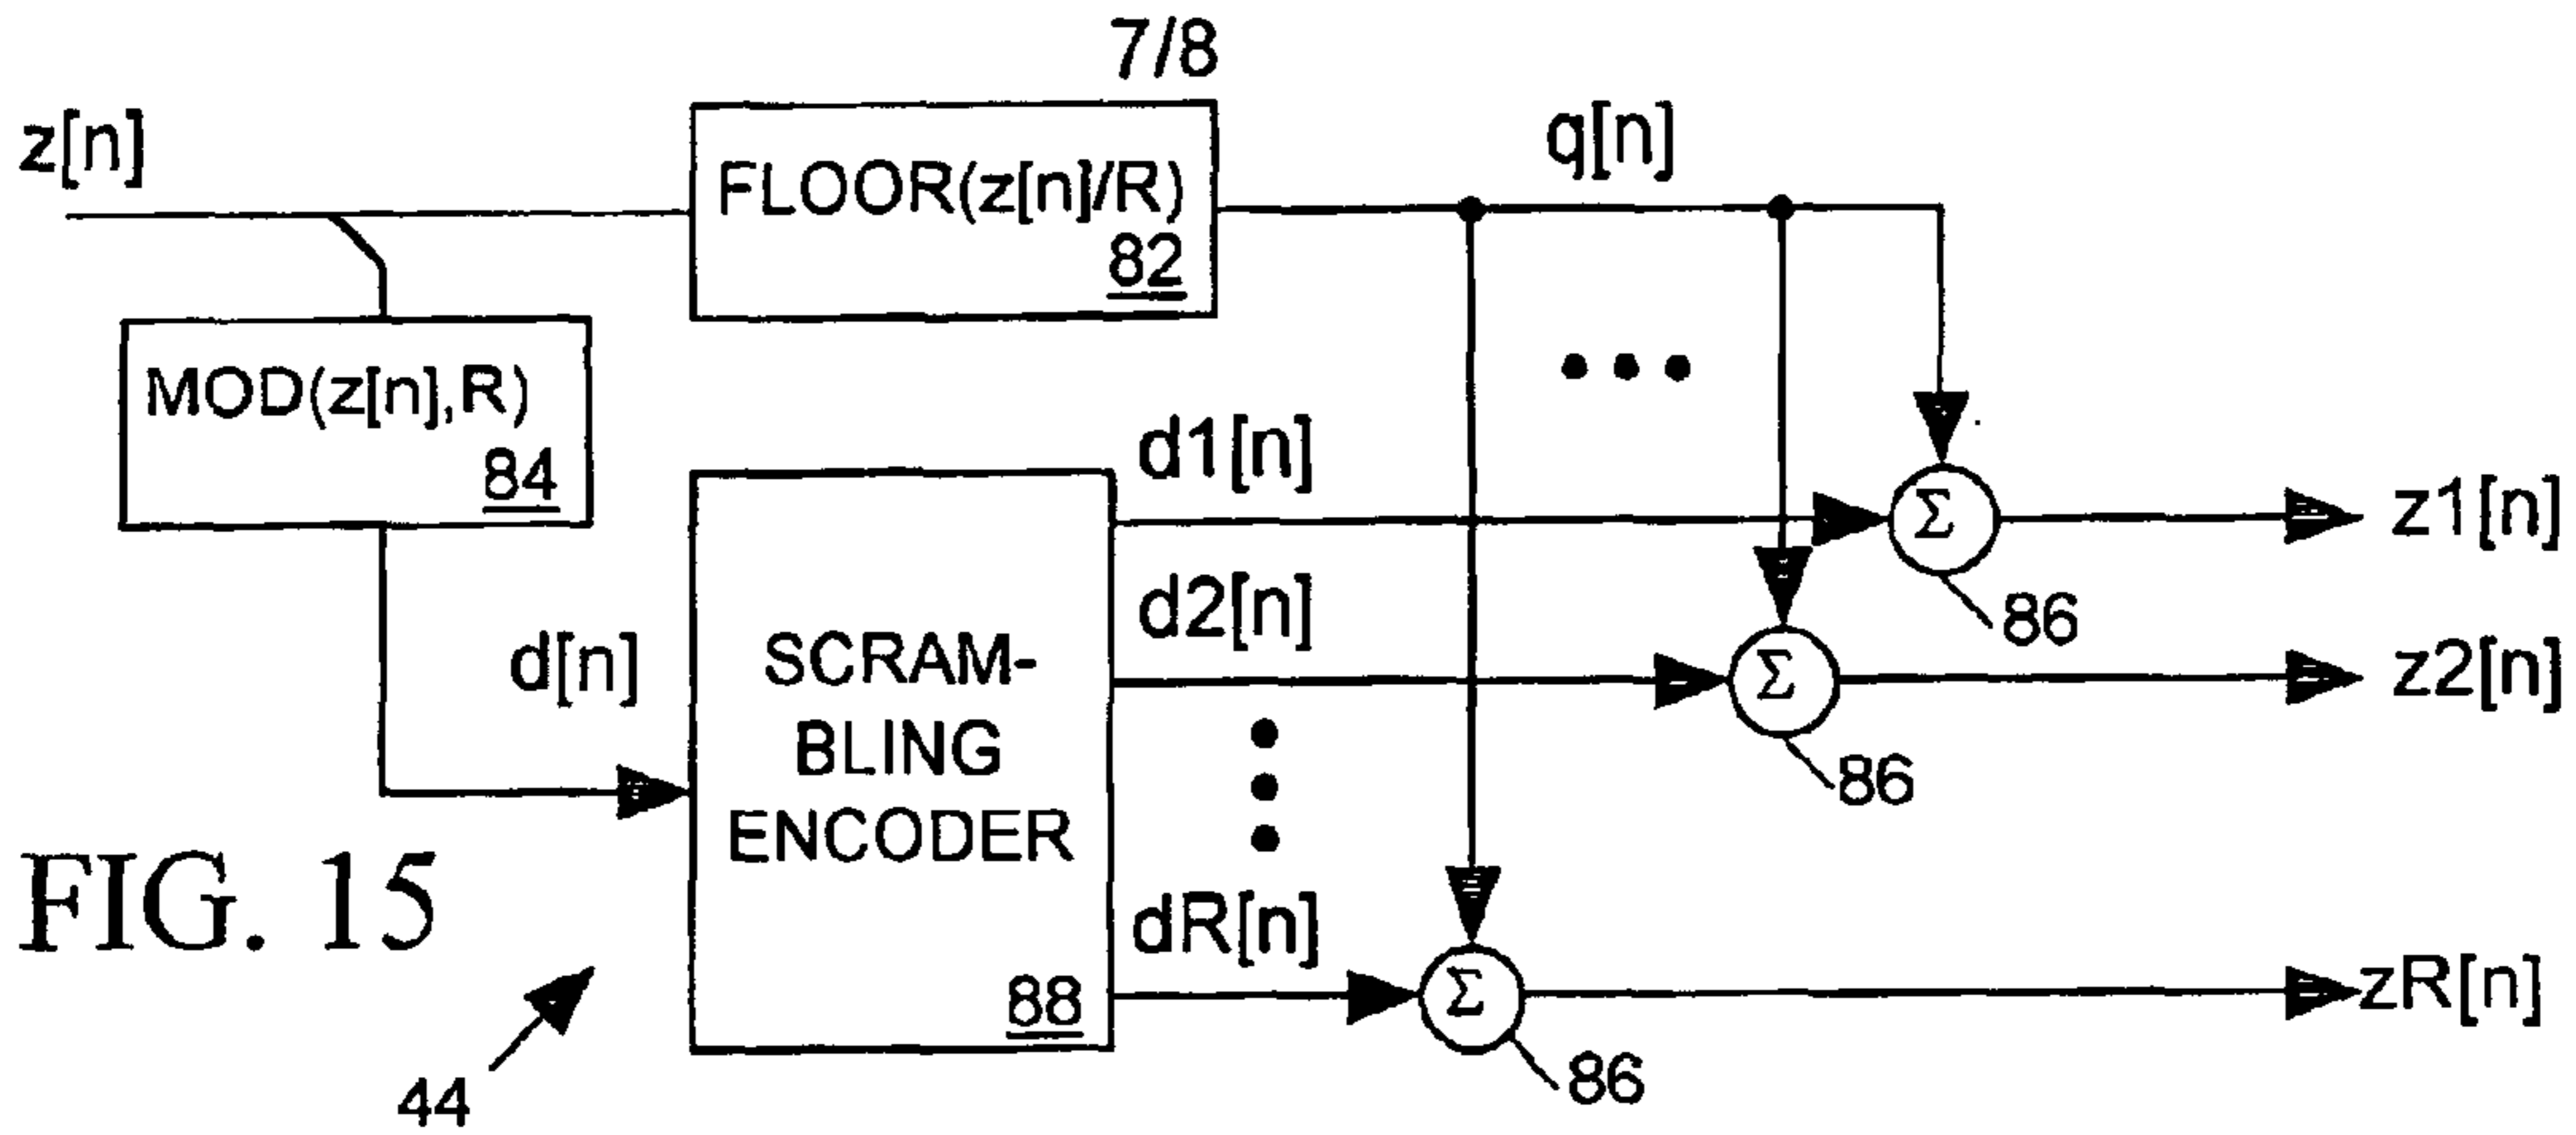 7/8
z[n]
FLOOR(z[n]/R)
82
q[n]
MOD(z[n],R)
84
d[n]
SCRAM-
BLING
ENCODER
88
d1[n]
d2[n]
dR[n]
Σ
86
z1[n]
Σ
86
z2[n]
Σ
86
zR[n]
FIG. 15
44